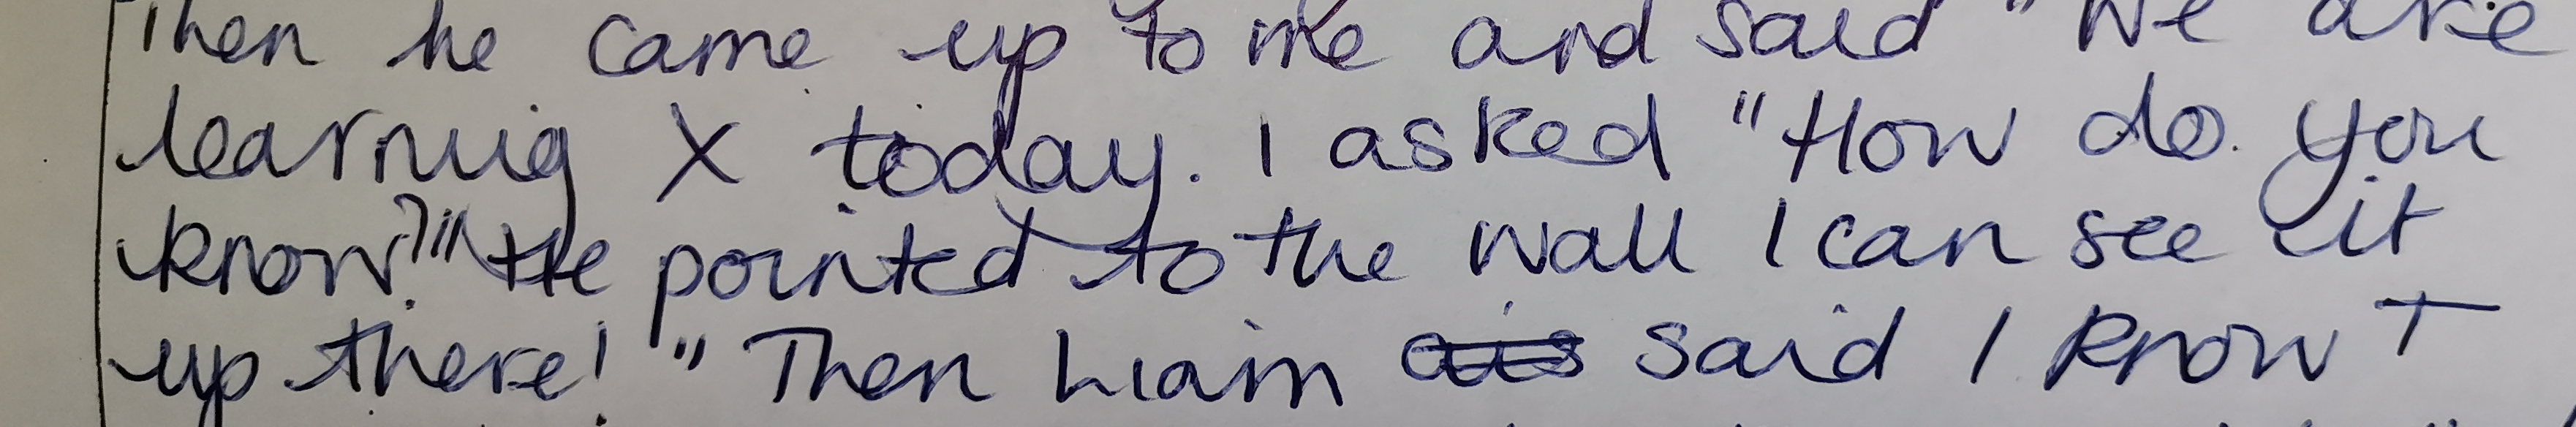 Then he came up to me and said "We are
learning X today. I asked "How do you
know?" He pointed to the wall I can see it
up there!" Then Liam said I know T